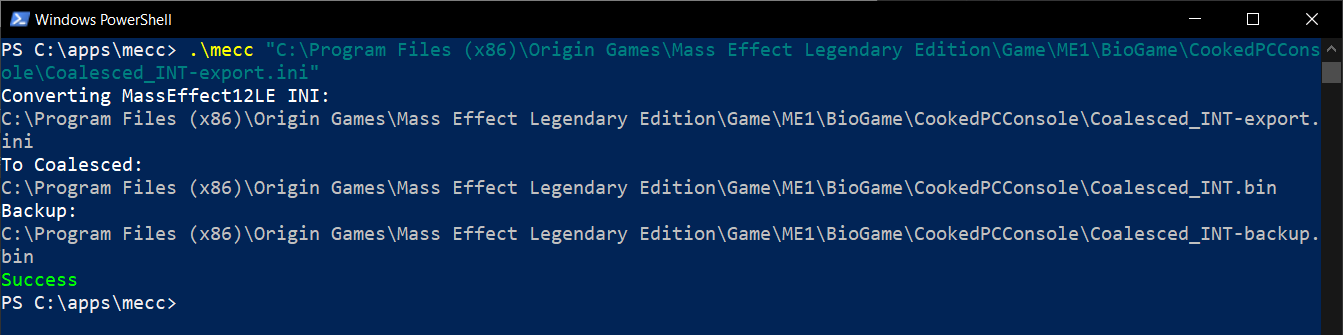 Windows PowerShell
PS C:\apps\mecc> .\mecc "C:\Program Files (x86)\Origin Games\Mass Effect Legendary Edition\Game\ME1\BioGame\CookedPCCons
ole\Coalesced_INT-export.ini"
Converting MassEffect12LE INI:
C:\Program Files (x86)\Origin Games\Mass Effect Legendary Edition\Game\ME1\BioGame\CookedPCConsole\Coalesced_INT-export.
ini
To Coalesced:
C:\Program Files (x86)\Origin Games\Mass Effect Legendary Edition\Game\ME1\BioGame\CookedPCConsole\Coalesced_INT.bin
Backup:
C:\Program Files (x86)\Origin Games\Mass Effect Legendary Edition\Game\ME1\BioGame\CookedPCConsole\Coalesced_INT-backup.
bin
Success
PS C:\apps\mecc>